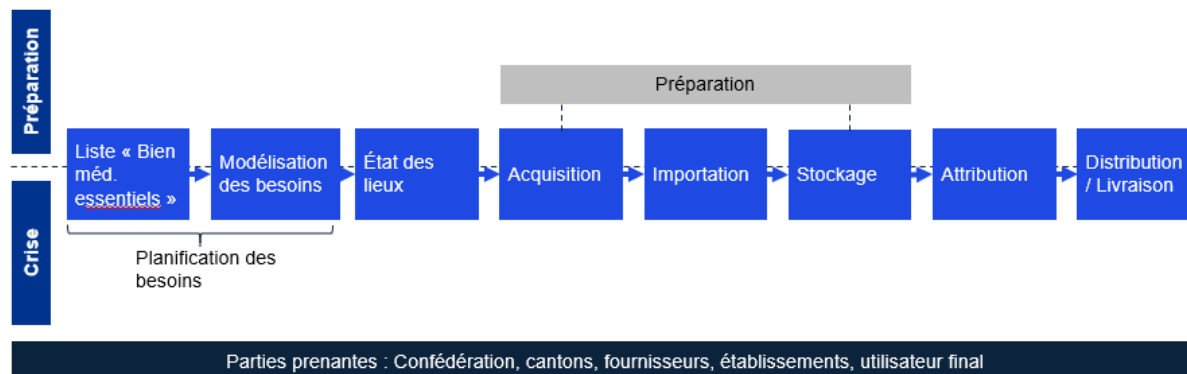 Préparation
Préparation
Liste « Bien
méd.
essentiels »
Modélisation
des besoins
État des
lieux
Acquisition
Importation
Stockage
Attribution
Distribution
/ Livraison
Crise
Planification des
besoins
Parties prenantes : Confédération, cantons, fournisseurs, établissements, utilisateur final